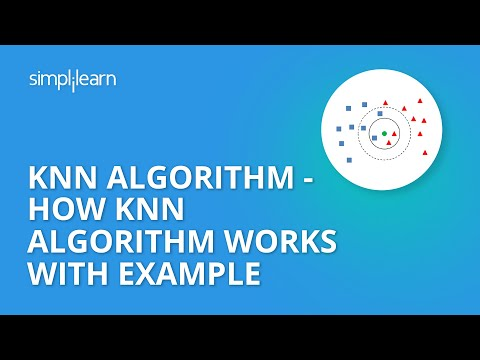 simplilearn
KNN ALGORITHM -
HOW KNN
ALGORITHM WORKS
WITH EXAMPLE